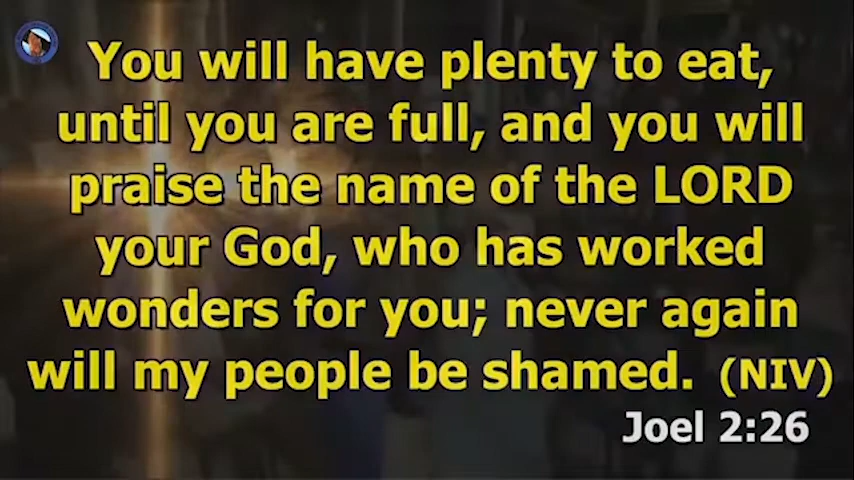 You will have plenty to eat,
until you are full, and you will
praise the name of the LORD
your God, who has worked
wonders for you; never again
will my people be shamed. (NIV)
Joel 2:26